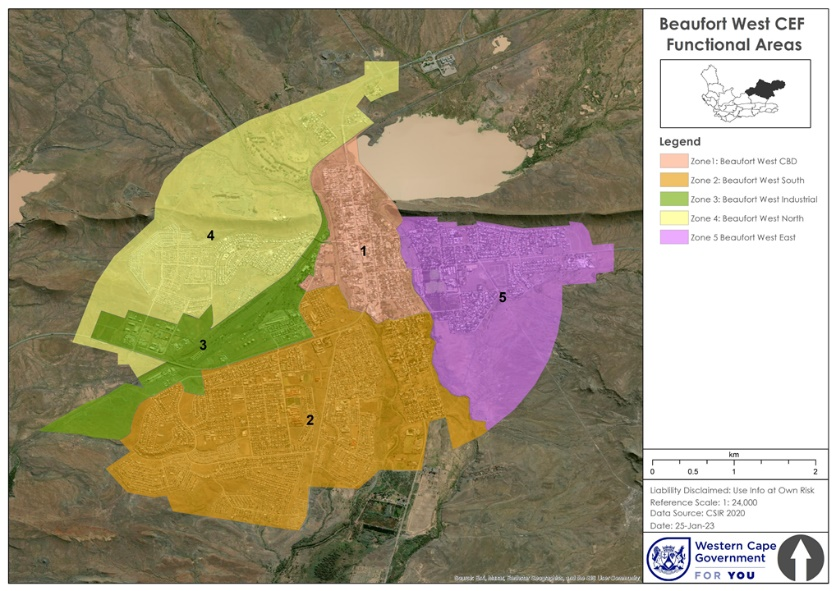 Beaufort West CEF
Functional Areas
Legend
Zone1: Beaufort West CBD
Zone 2: Beaufort West South
Zone 3: Beaufort West Industrial
Zone 4: Beaufort West North
Zone 5 Beaufort West East
4
1
5
3
2
km
0 0.5 1 2
Liability Disclaimed: Use Info at Own Risk
Reference Scale: 1: 24,000
Data Source: CSIR 2020
Date: 25-Jan-23
Western Cape
Government
FOR YOU